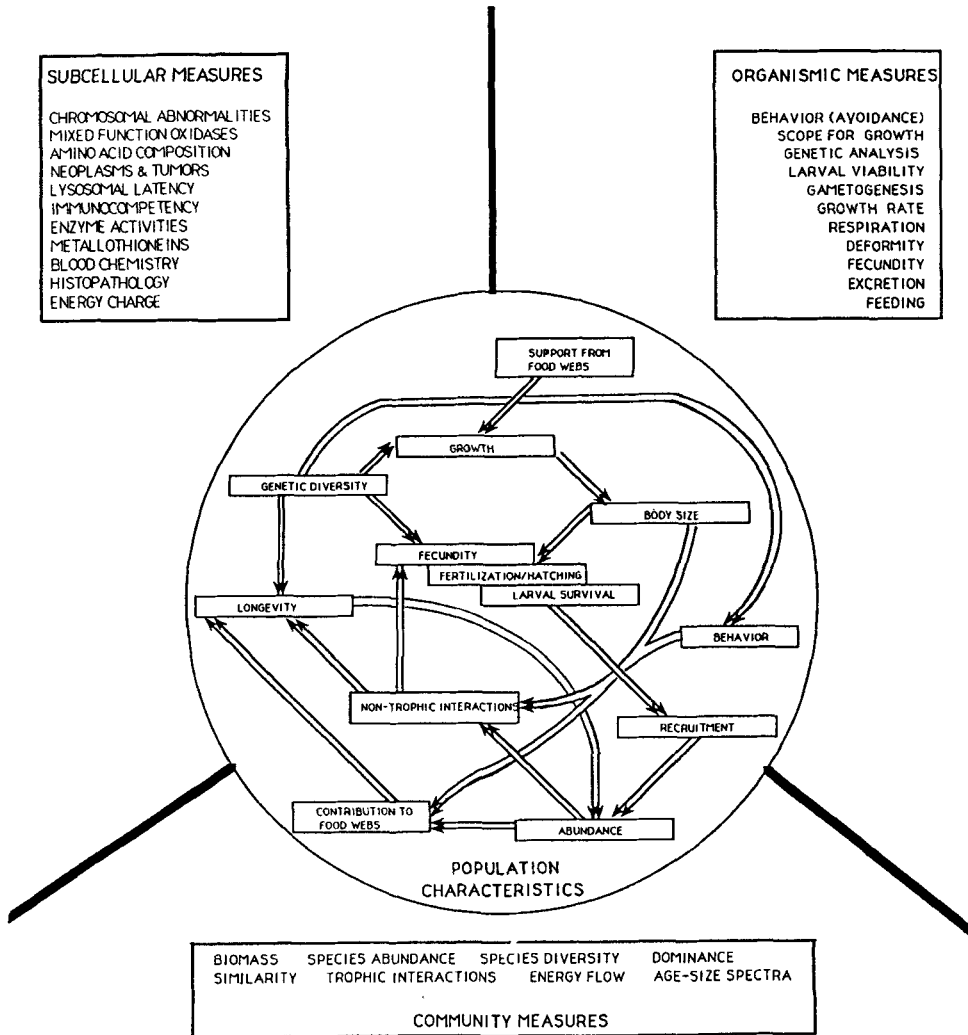 SUBCELLULAR MEASURES
CHROMOSOMAL ABNORMALITIES
MIXED FUNCTION OXIDASES
AMINO ACID COMPOSITION
NEOPLASMS & TUMORS
LYSOSOMAL LATENCY
IMMUNOCOMPETENCY
ENZYME ACTIVITIES
METALLOTHIONEINS
BLOOD CHEMISTRY
HISTOPATHOLOGY
ENERGY CHARGE
ORGANISMIC MEASURES
BEHAVIOR (AVOIDANCE)
SCOPE FOR GROWTH
GENETIC ANALYSIS
LARVAL VIABILITY
GAMETOGENESIS
GROWTH RATE
RESPIRATION
DEFORMITY
FECUNDITY
EXCRETION
FEEDING
SUPPORT FROM
FOOD WEBS
GROWTH
GENETIC DIVERSITY
BODY SIZE
FECUNDITY
FERTILIZATION/HATCHING
LARVAL SURVIVAL
LONGEVITY
BEHAVIOR
NON-TROPHIC INTERACTIONS
RECRUITMENT
CONTRIBUTION TO
FOOD WEBS
ABUNDANCE
POPULATION
CHARACTERISTICS
BIOMASS SPECIES ABUNDANCE SPECIES DIVERSITY DOMINANCE
SIMILARITY TROPHIC INTERACTIONS ENERGY FLOW AGE-SIZE SPECTRA
COMMUNITY MEASURES